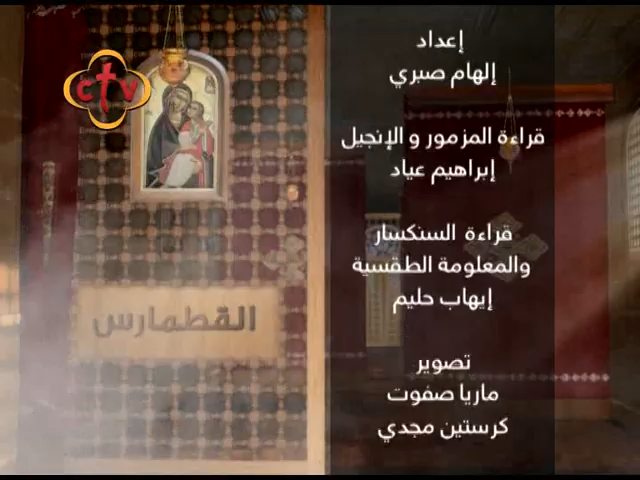 CTV
إعداد
إلهام صبري
قراءة المزمور و الإنجيل
إبراهيم عياد
قراءة السنكسار
والمعلومة الطقسية
إيهاب حليم
تصوير
ماريا صفوت
كرستين مجدي
القطمارس